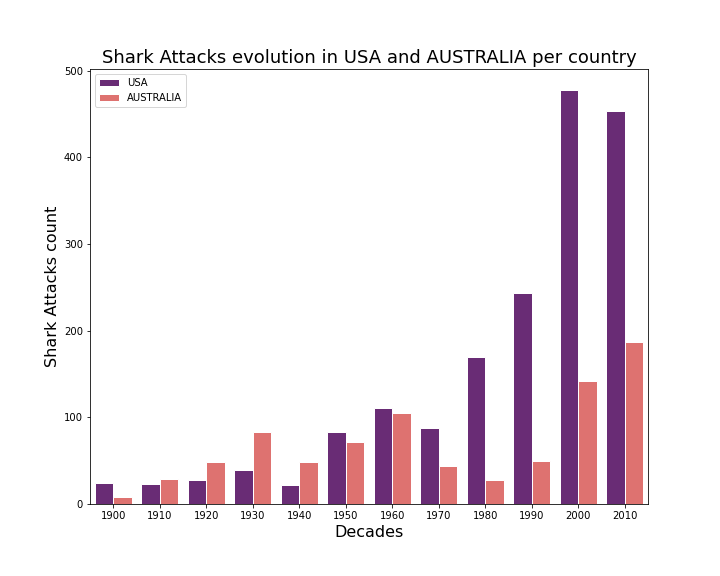 Shark Attacks evolution in USA and AUSTRALIA per country
USA
AUSTRALIA
500
400
300
200
100
0
Shark Attacks count
1900 1910 1920 1930 1940 1950 1960 1970 1980 1990 2000 2010
Decades